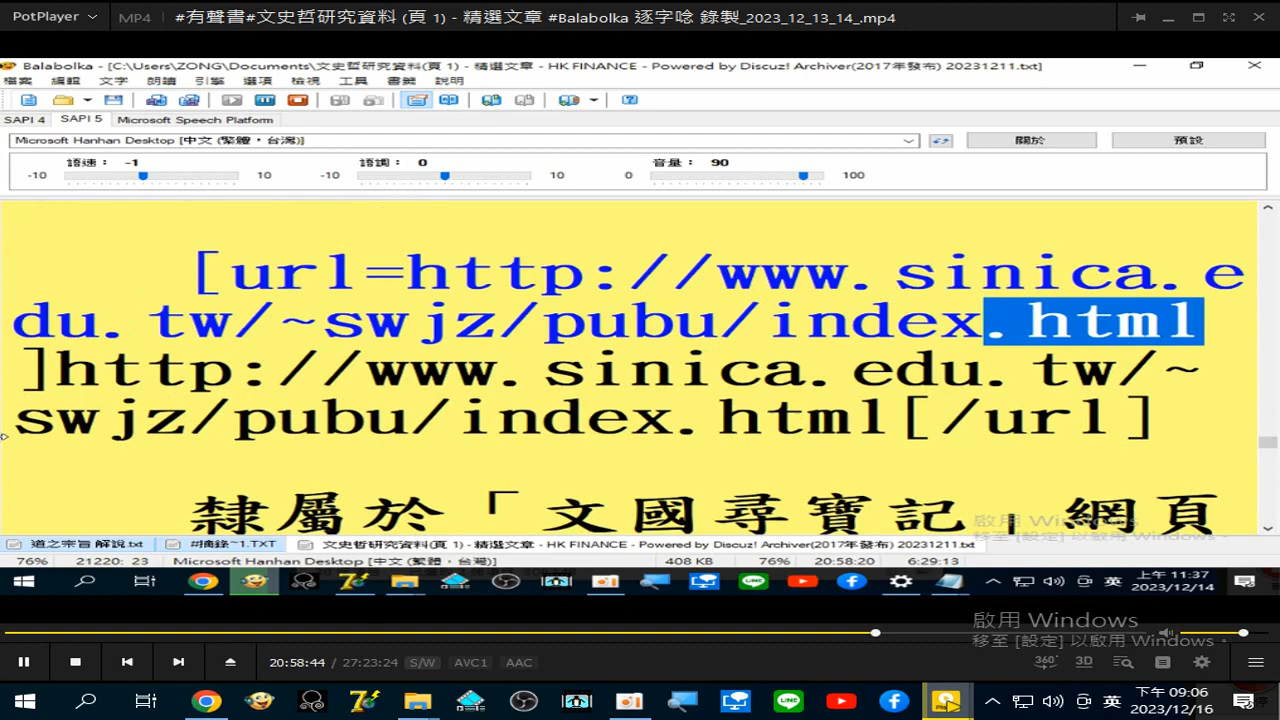 PotPlayer MP4 #有聲書#文史哲研究資料 (頁 1) - 精選文章 #Balabolka 逐字唸 錄製_2023_12_13_14_.mp4
Balabolka - [C:\Users\ZONG\Documents\文史哲研究資料(頁 1) - 精選文章 - HK FINANCE - Powered by Discuz! Archiver(2017年發布) 20231211.txt]
檔案 編輯 文字 朗讀 引擎 選項 檢視 工具 書籤 說明
SAPI 4 SAPI 5 Microsoft Speech Platform
Microsoft Hanhan Desktop [中文 (繁體，台灣)] 關於 預設
語速： -1 語調： 0 音量： 90
-10 10 -10 10 0 100
[url=http://www.sinica.e
du.tw/~swjz/pubu/index.html
]http://www.sinica.edu.tw/~
swjz/pubu/index.html[/url]
隸屬於「文國尋寶記」網頁
啟用 Windows
移至 [設定] 以啟用 Windows。
道之宗旨 解說.txt #摘錄~1.TXT 文史哲研究資料(頁 1) - 精選文章 - HK FINANCE - Powered by Discuz! Archiver(2017年發布) 20231211.txt
76% 21220: 23 Microsoft Hanhan Desktop [中文 (繁體，台灣)] 408 KB 76% 20:58:20 6:29:13
英 上午 11:37
2023/12/14
啟用 Windows
移至 [設定] 以啟用 Windows。
20:58:44 / 27:23:24 S/W AVC1 AAC 360° 3D
英 下午 09:06
2023/12/16